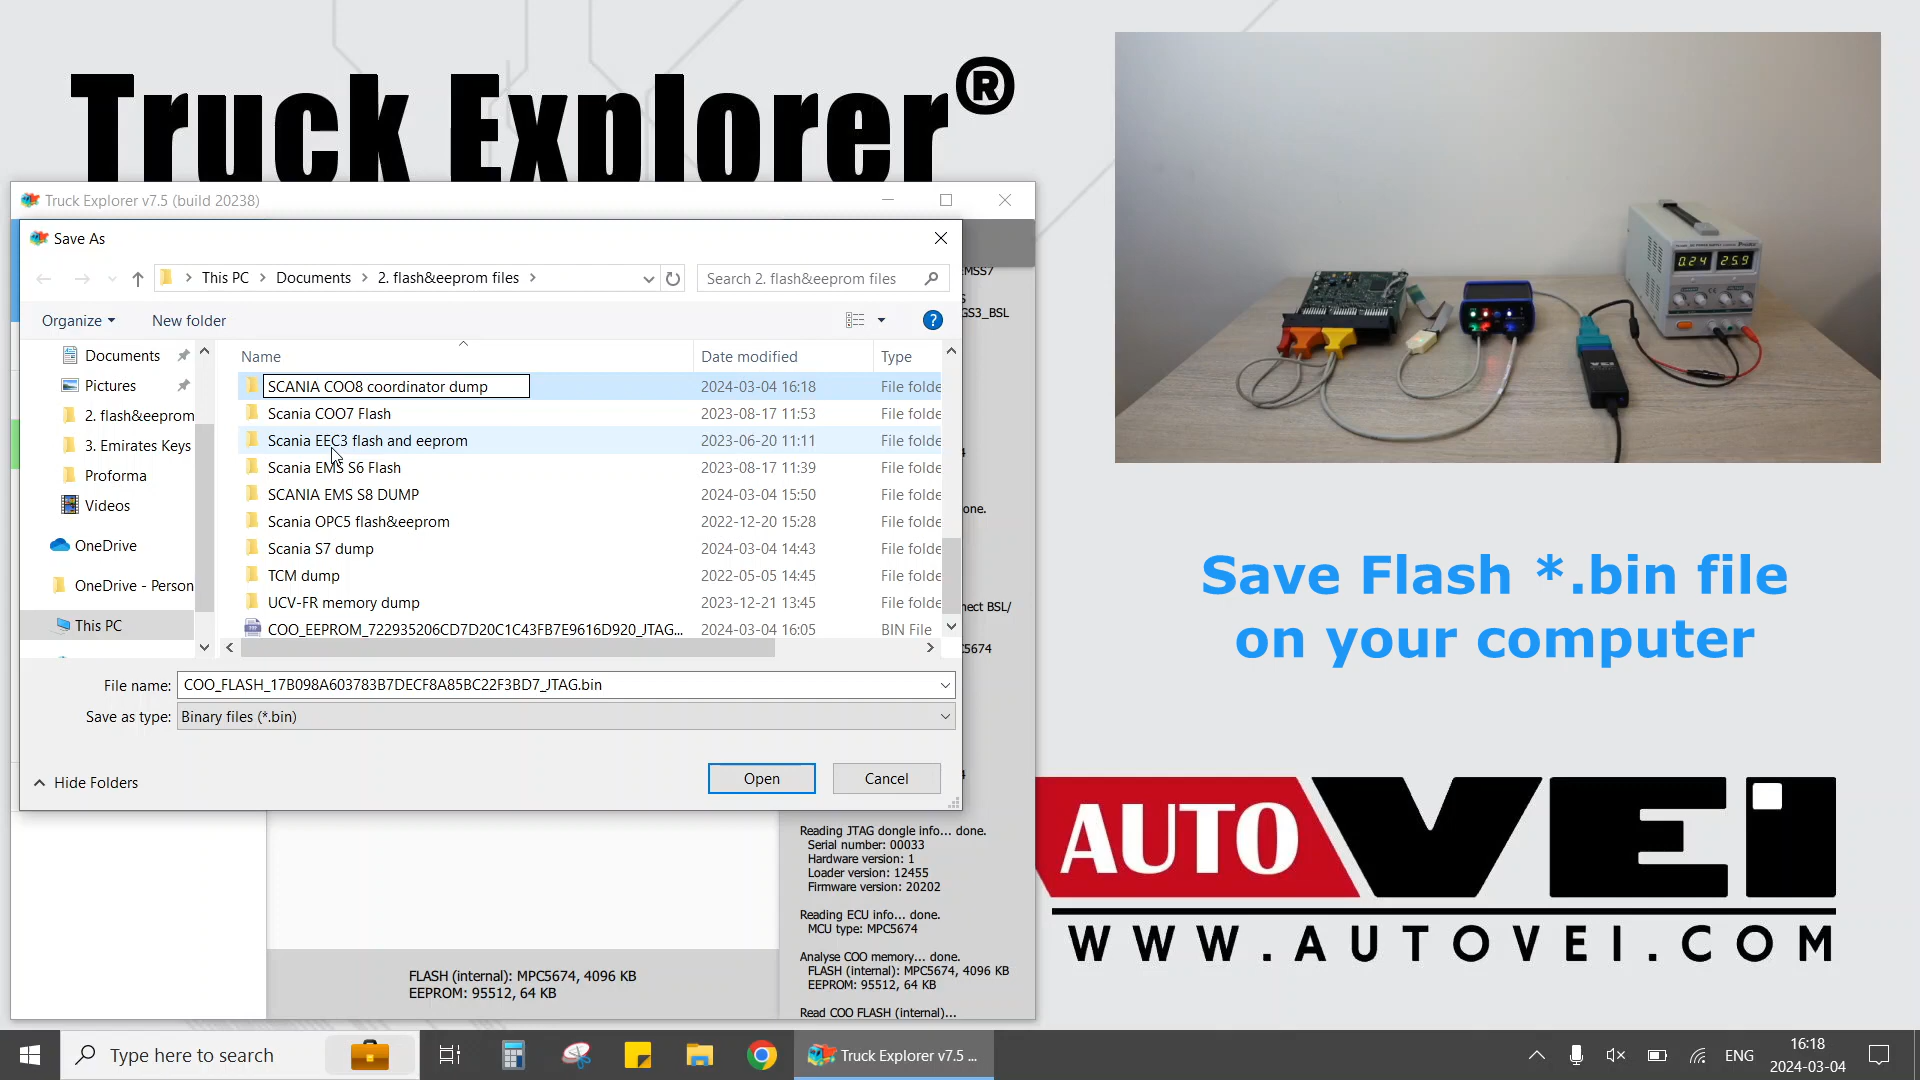 Truck Explorer®
Truck Explorer v7.5 (build 20238)
Save As
This PC > Documents > 2. flash&eeprom files >
Search 2. flash&eeprom files
EMSS7
GS3_BSL
Organize
New folder
Documents
Pictures
2. flash&eeprom
3. Emirates Keys
Proforma
Videos
OneDrive
OneDrive - Person
This PC
Name Date modified Type
SCANIA COO8 coordinator dump 2024-03-04 16:18 File folde
Scania COO7 Flash 2023-08-17 11:53 File folde
Scania EEC3 flash and eeprom 2023-06-20 11:11 File folde
Scania EMS S6 Flash 2023-08-17 11:39 File folde
SCANIA EMS S8 DUMP 2024-03-04 15:50 File folde
Scania OPC5 flash&eeprom 2022-12-20 15:28 File folde
Scania S7 dump 2024-03-04 14:43 File folde
TCM dump 2022-05-05 14:45 File folde
UCV-FR memory dump 2023-12-21 13:45 File folde
COO_EEPROM_722935206CD7D20C1C43FB7E9616D920_JTAG... 2024-03-04 16:05 BIN File
one.
nect BSL/
C5674
File name: COO_FLASH_17B098A603783B7DECF8A85BC22F3BD7_JTAG.bin
Save as type: Binary files (*.bin)
Hide Folders
Open
Cancel
Reading JTAG dongle info... done.
Serial number: 00033
Hardware version: 1
Loader version: 12455
Firmware version: 20202
Reading ECU info... done.
MCU type: MPC5674
Analyse COO memory... done.
FLASH (internal): MPC5674, 4096 KB
EEPROM: 95512, 64 KB
Read COO FLASH (internal)...
FLASH (internal): MPC5674, 4096 KB
EEPROM: 95512, 64 KB
0.24 25.9
Save Flash *.bin file
on your computer
AUTO VEI
WWW.AUTOVEI.COM
Type here to search
Truck Explorer v7.5 ...
ENG
16:18
2024-03-04